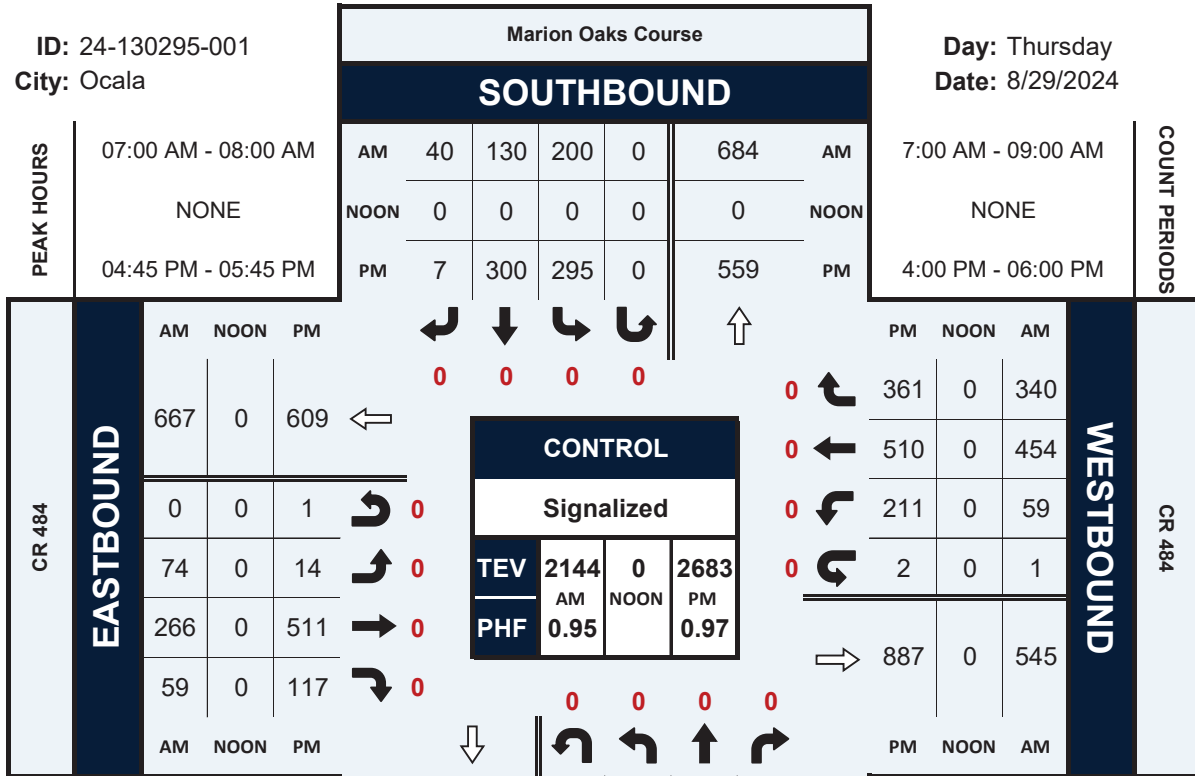 ID: 24-130295-001
City: Ocala
Marion Oaks Course
SOUTHBOUND
Day: Thursday
Date: 8/29/2024
PEAK HOURS
07:00 AM - 08:00 AM
NONE
04:45 PM - 05:45 PM
AM 40 130 200 0 684 AM
NOON 0 0 0 0 0 NOON
PM 7 300 295 0 559 PM
7:00 AM - 09:00 AM
NONE
4:00 PM - 06:00 PM
COUNT PERIODS
0 0 0 0
CR 484
EASTBOUND
AM NOON PM
667 0 609
0 0 1 0
74 0 14 0
266 0 511 0
59 0 117 0
AM NOON PM
CONTROL
Signalized
TEV 2144 0 2683
AM NOON PM
PHF 0.95 0.97
PM NOON AM
0 361 0 340
0 510 0 454
0 211 0 59
0 2 0 1
887 0 545
PM NOON AM
WESTBOUND
CR 484
0 0 0 0